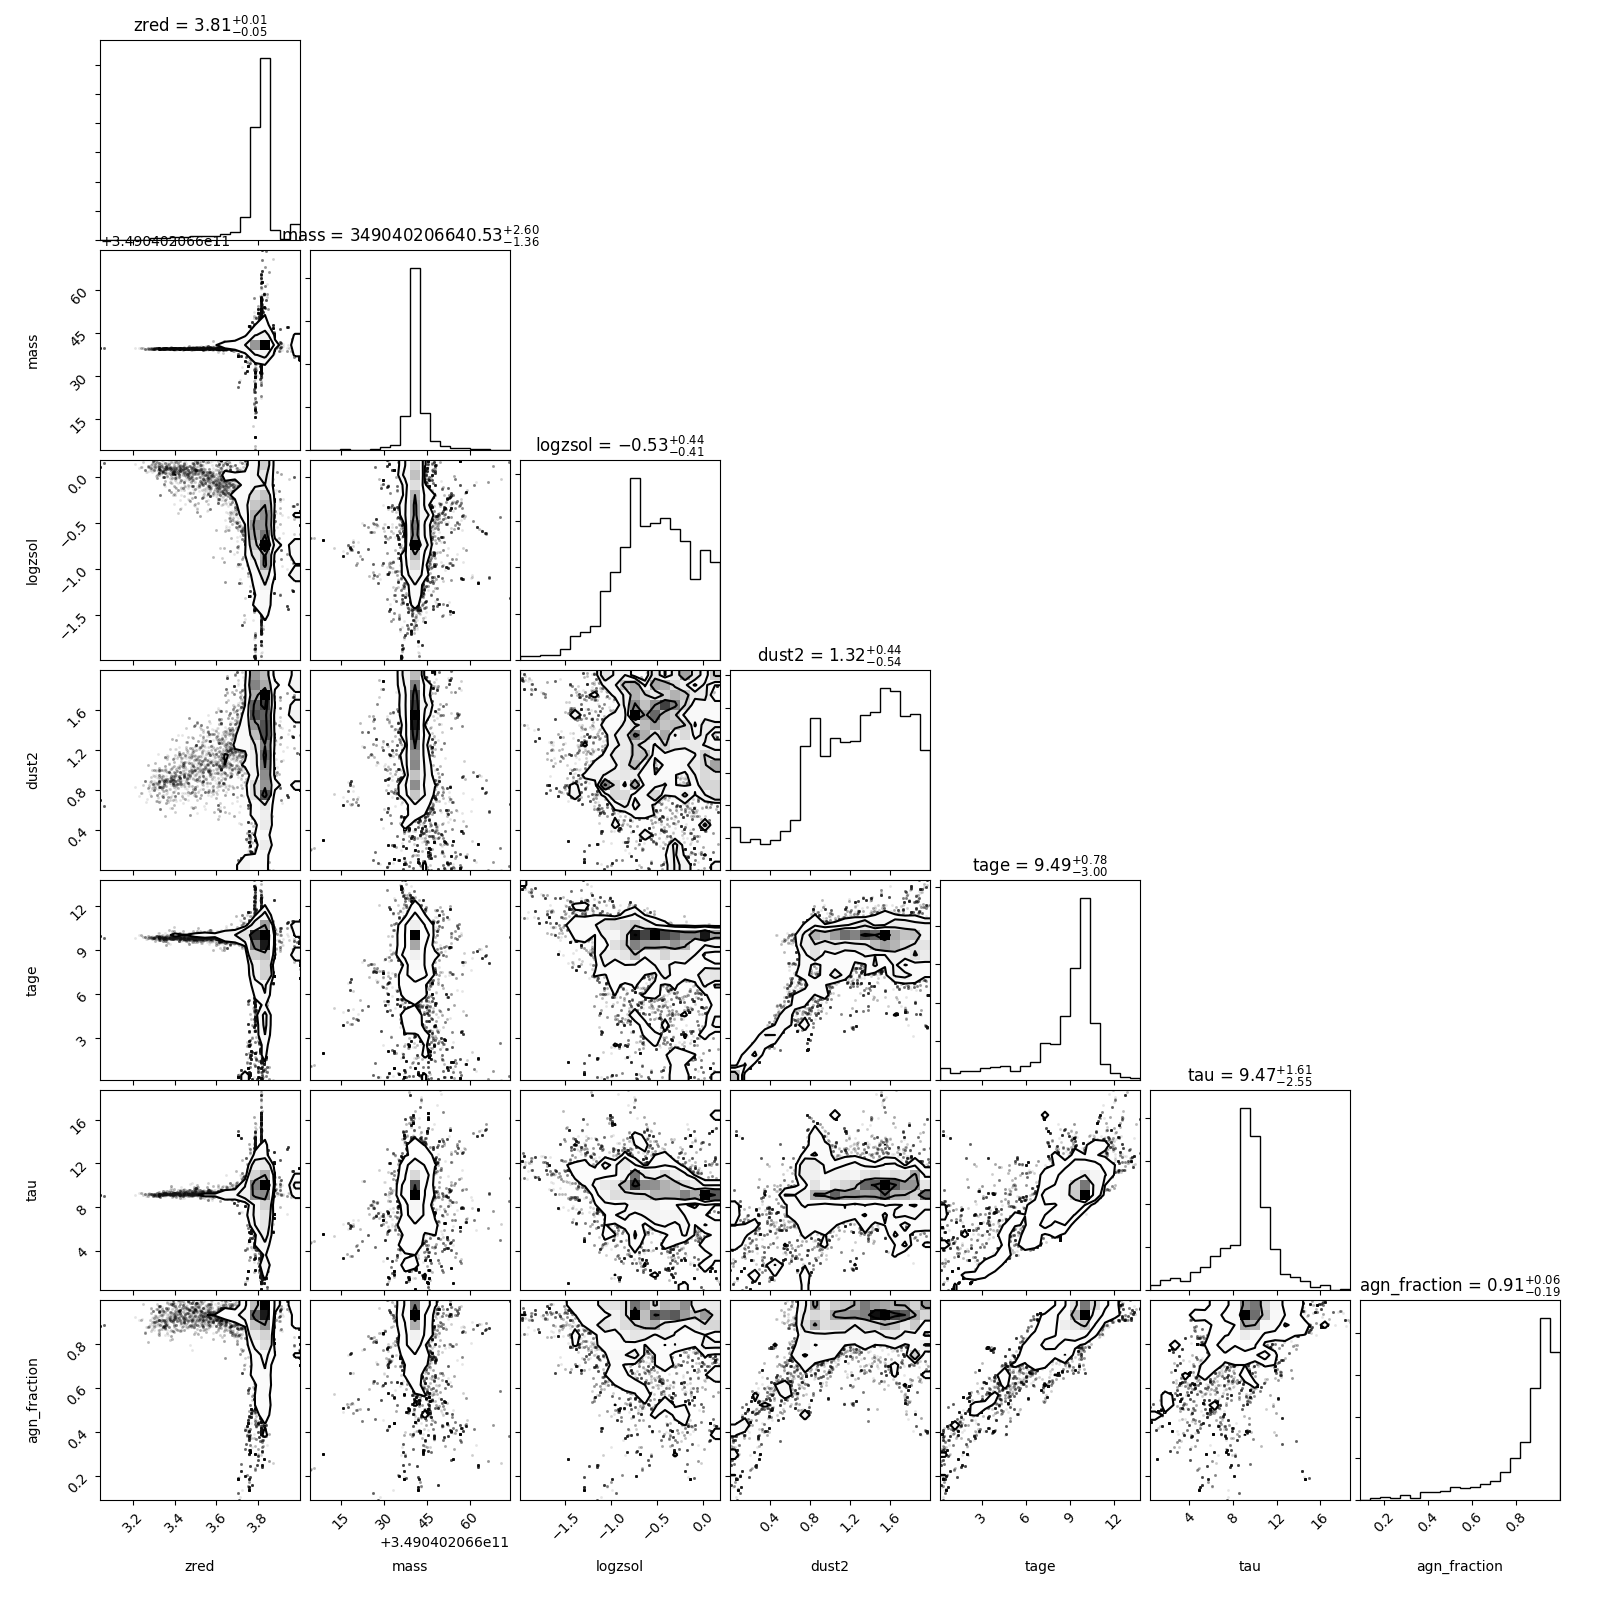 zred = 3.81+0.01−0.05
+3.490402066e11
mass = 349040206640.53+2.60−1.36
mass
60
45
30
15
logzsol = −0.53+0.44−0.41
logzsol
0.0
−0.5
−1.0
−1.5
dust2 = 1.32+0.44−0.54
dust2
1.6
1.2
0.8
0.4
tage = 9.49+0.78−3.00
tage
12
9
6
3
tau = 9.47+1.61−2.55
tau
16
12
8
4
agn_fraction = 0.91+0.06−0.19
agn_fraction
0.8
0.6
0.4
0.2
3.2 3.4 3.6 3.8 15 30 45 60 −1.5 −1.0 −0.5 0.0 0.4 0.8 1.2 1.6 3 6 9 12 4 8 12 16 0.2 0.4 0.6 0.8
+3.490402066e11
zred mass logzsol dust2 tage tau agn_fraction